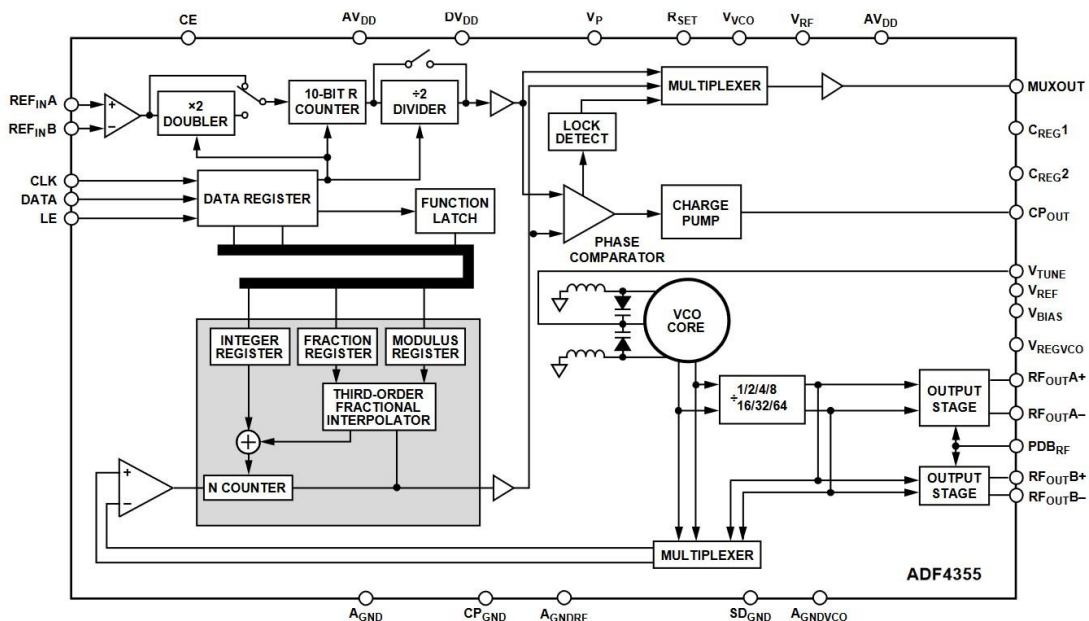 CE
AVDD
DVDD
VP
RSET
VVCO
VRF
AVDD
REFINA
REFINB
×2
DOUBLER
10-BIT R
COUNTER
÷2
DIVIDER
MULTIPLEXER
MUXOUT
LOCK
DETECT
CREG1
CREG2
CLK
DATA
LE
DATA REGISTER
FUNCTION
LATCH
CHARGE
PUMP
CPOUT
PHASE
COMPARATOR
VTUNE
VREF
VBIAS
VREGVCO
VCO
CORE
INTEGER
REGISTER
FRACTION
REGISTER
MODULUS
REGISTER
THIRD-ORDER
FRACTIONAL
INTERPOLATOR
÷1/2/4/8
16/32/64
OUTPUT
STAGE
RFOUTA+
RFOUTA–
PDBRF
OUTPUT
STAGE
RFOUTB+
RFOUTB–
N COUNTER
MULTIPLEXER
ADF4355
AGND
CPGND
AGNDRF
SDGND
AGNDVCO